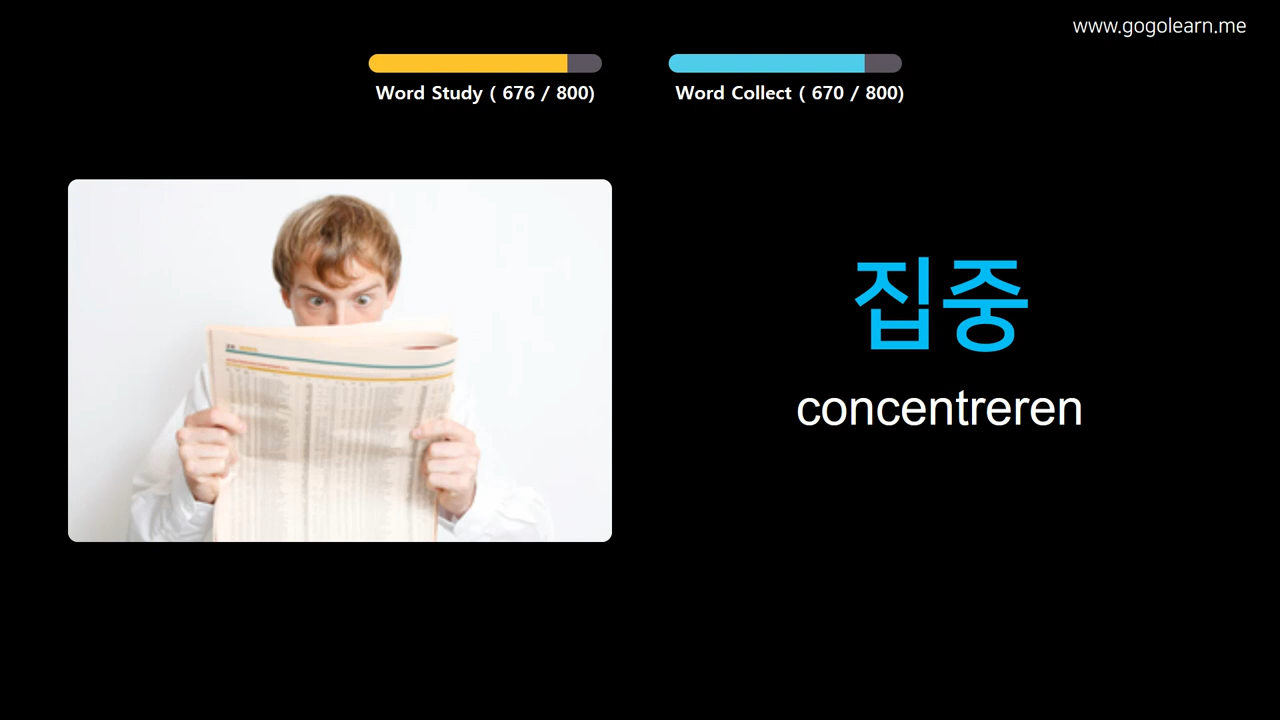 www.gogolearn.me
Word Study ( 676 / 800)
Word Collect ( 670 / 800)
집중
concentreren